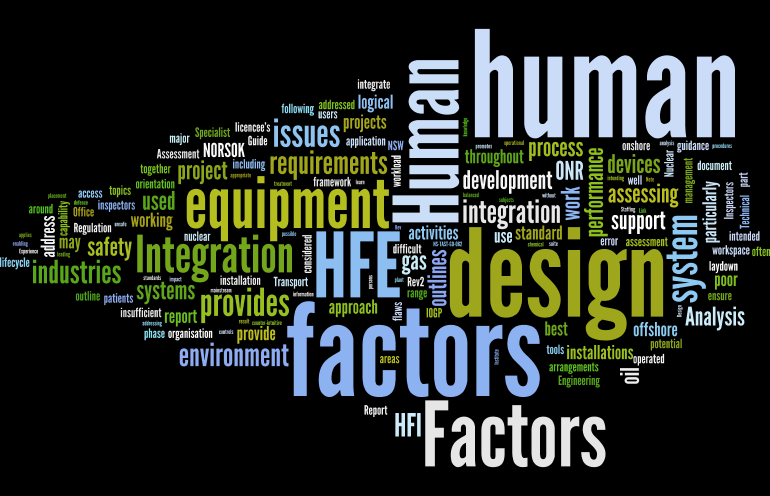 human
Human
integrate
following
addressed
logical
users
licencee's
major
Specialist
Guide
issues
projects
application
NSW
Assessment
NORSOK
process
onshore
guidance
Nuclear
document
throughout
ONR
devices
together
including
requirements
workload
project
framework
development
work
performance
well
management
part
orientation
assessing
particularly
Inspectors
Technical
placement
access
topics
used
equipment
integration
support
around
Office
inspectors
capability
address
working
Regulation
activities
use
standard
error
assessment
intended
nuclear
may
safety
Integration
considered
HFE
difficult
gas
outlines
design
system
workspace
often
laydown
lifecycle
industries
installation
Transport
Rev2
range
poor
ensure
outline
patients
systems
provides
information
flaws
IOGP
approach
Analysis
insufficient
report
factors
best
offshore
potential
phase
organisation
controls
provide
environment
areas
tools
installations
operated
arrangements
Engineering
oil
Report
HFI
Factors